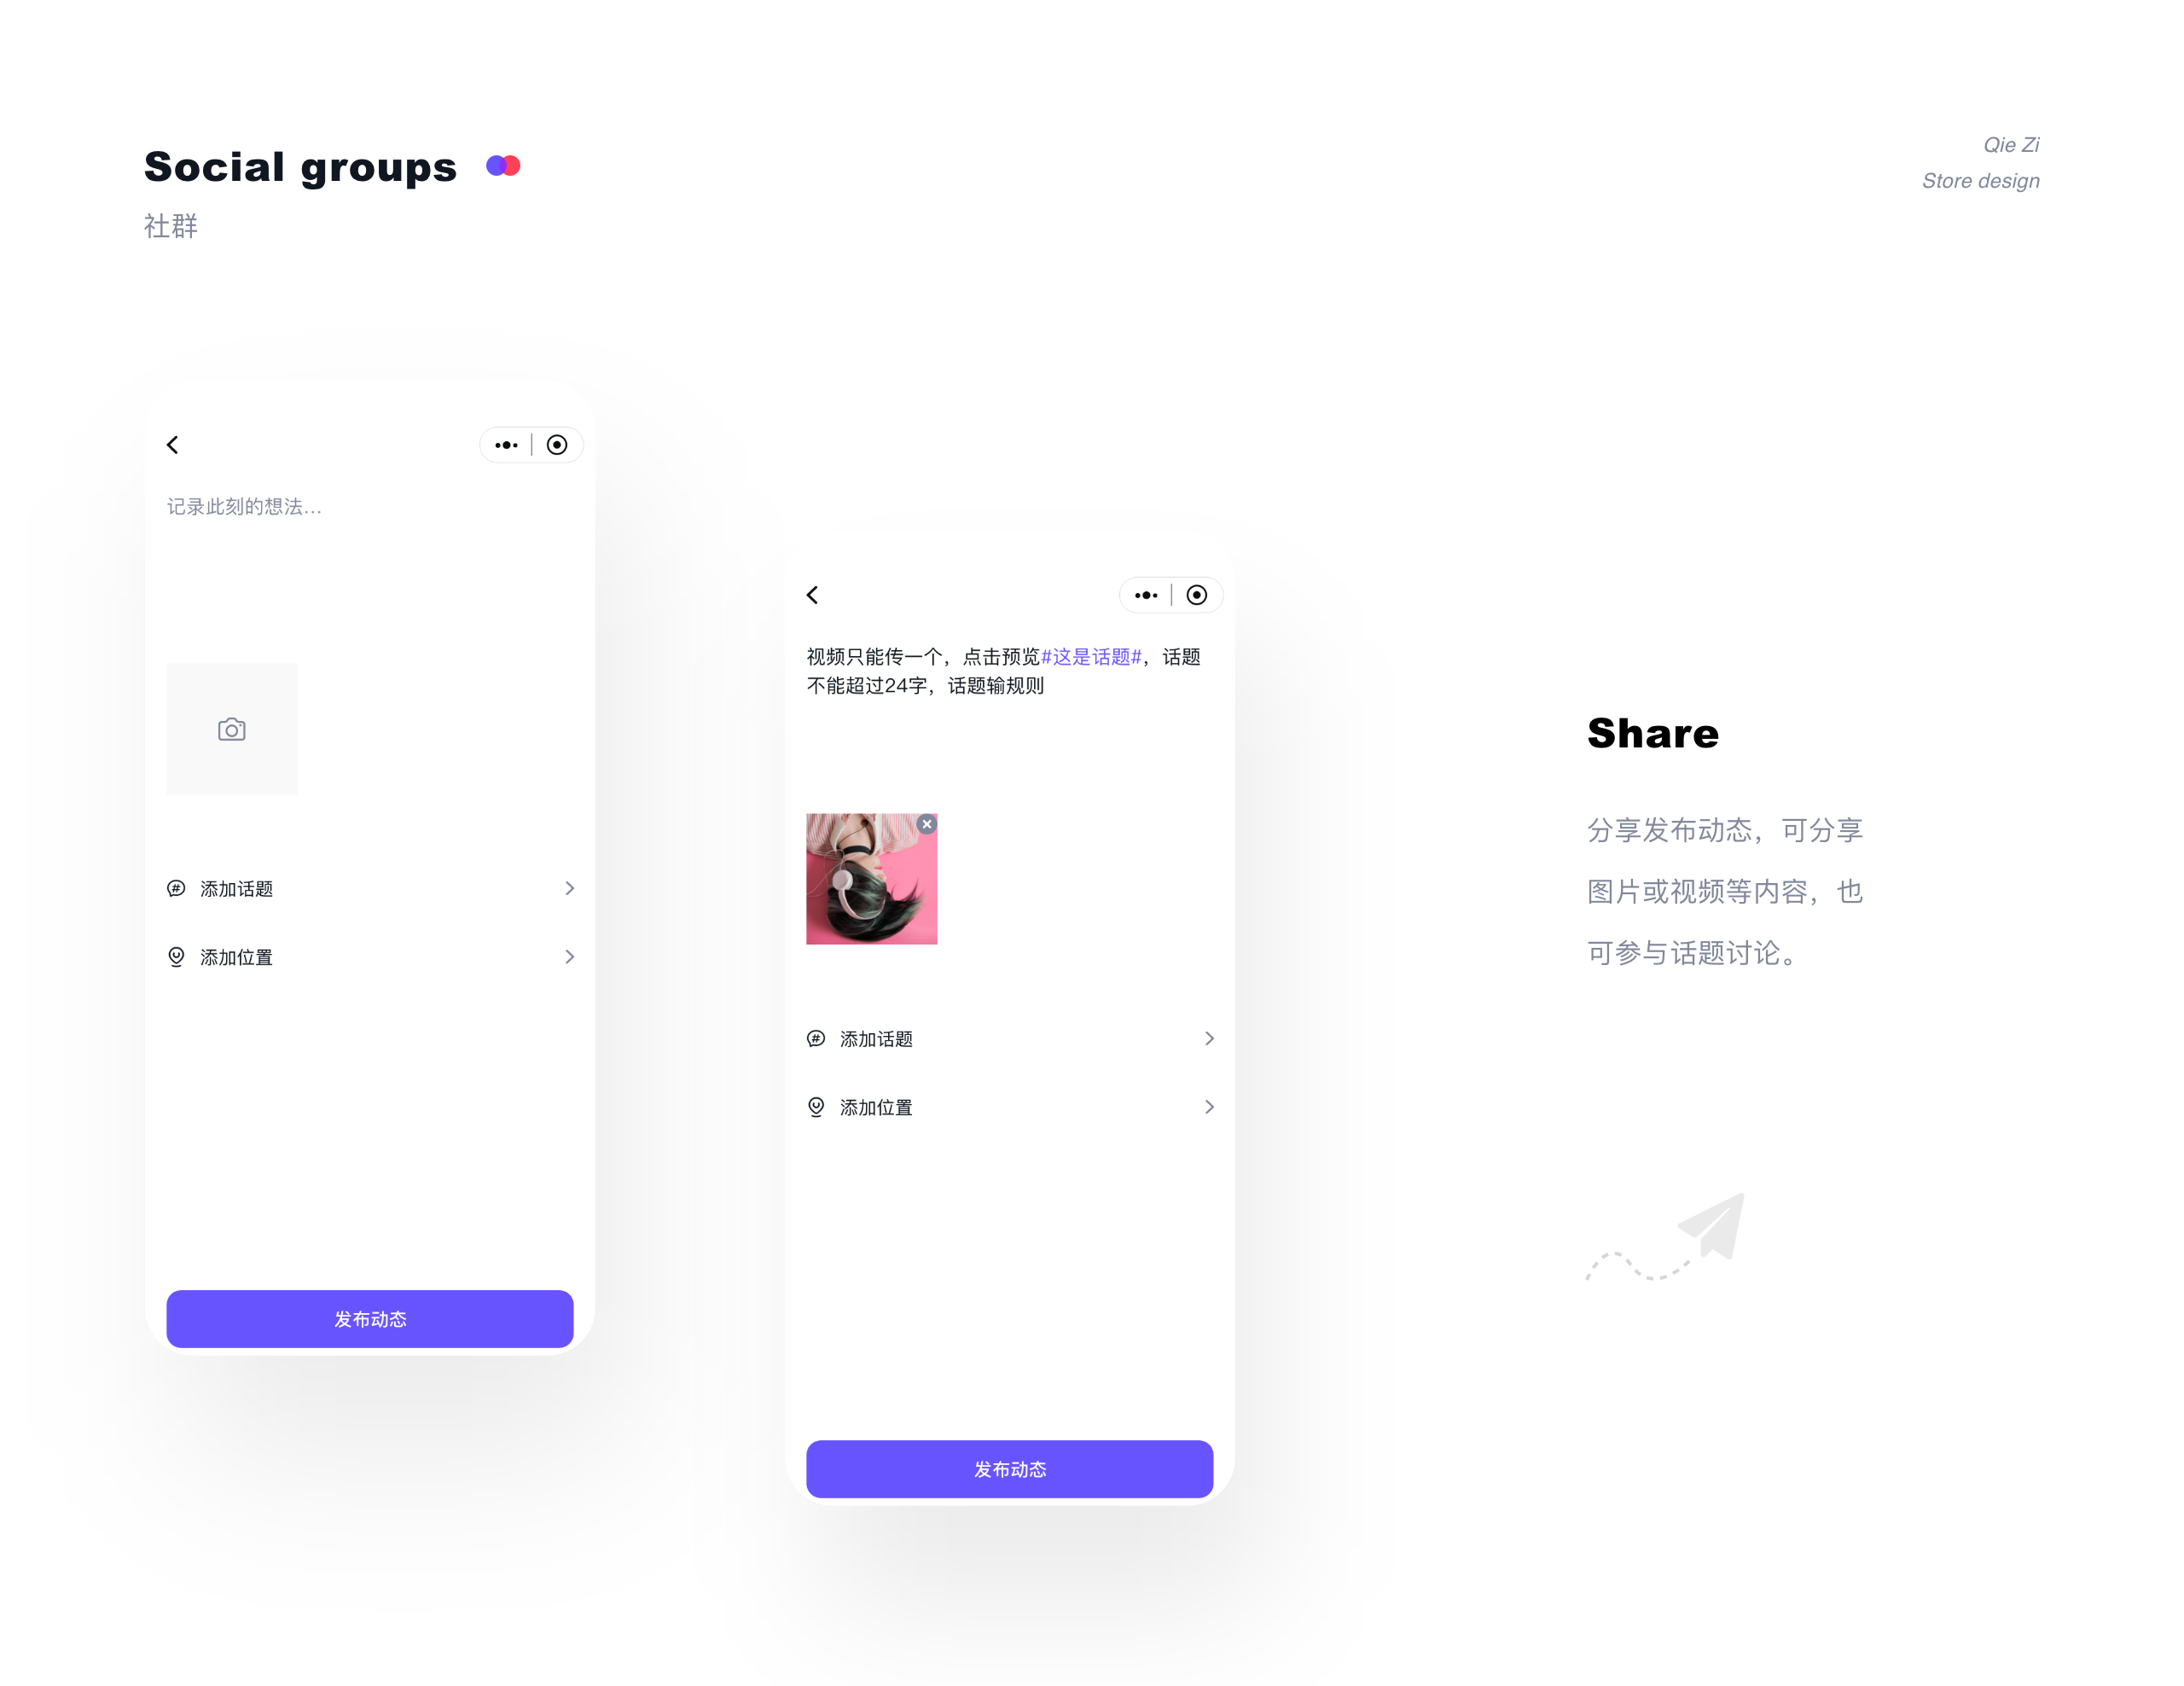 Social groups
社群
Qie Zi
Store design
记录此刻的想法...
添加话题
添加位置
发布动态
视频只能传一个，点击预览#这是话题#，话题
不能超过24字，话题输规则
添加话题
添加位置
发布动态
Share
分享发布动态，可分享
图片或视频等内容，也
可参与话题讨论。